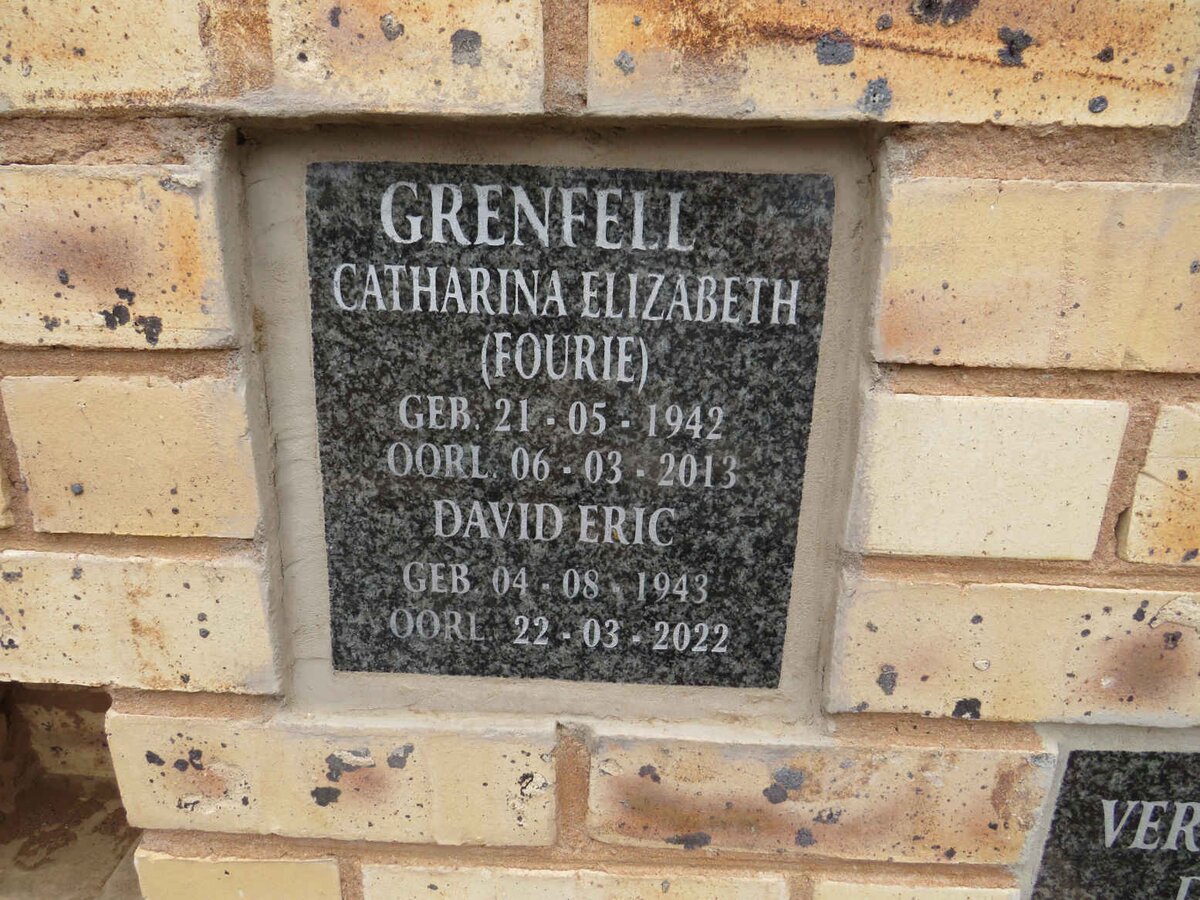 GRENFELL
CATHARINA ELIZABETH
(FOURIE)
GEB. 21 - 05 - 1942
OORL. 06 - 03 - 2013
DAVID ERIC
GEB. 04 - 08 - 1943
OORL. 22 - 03 - 2022